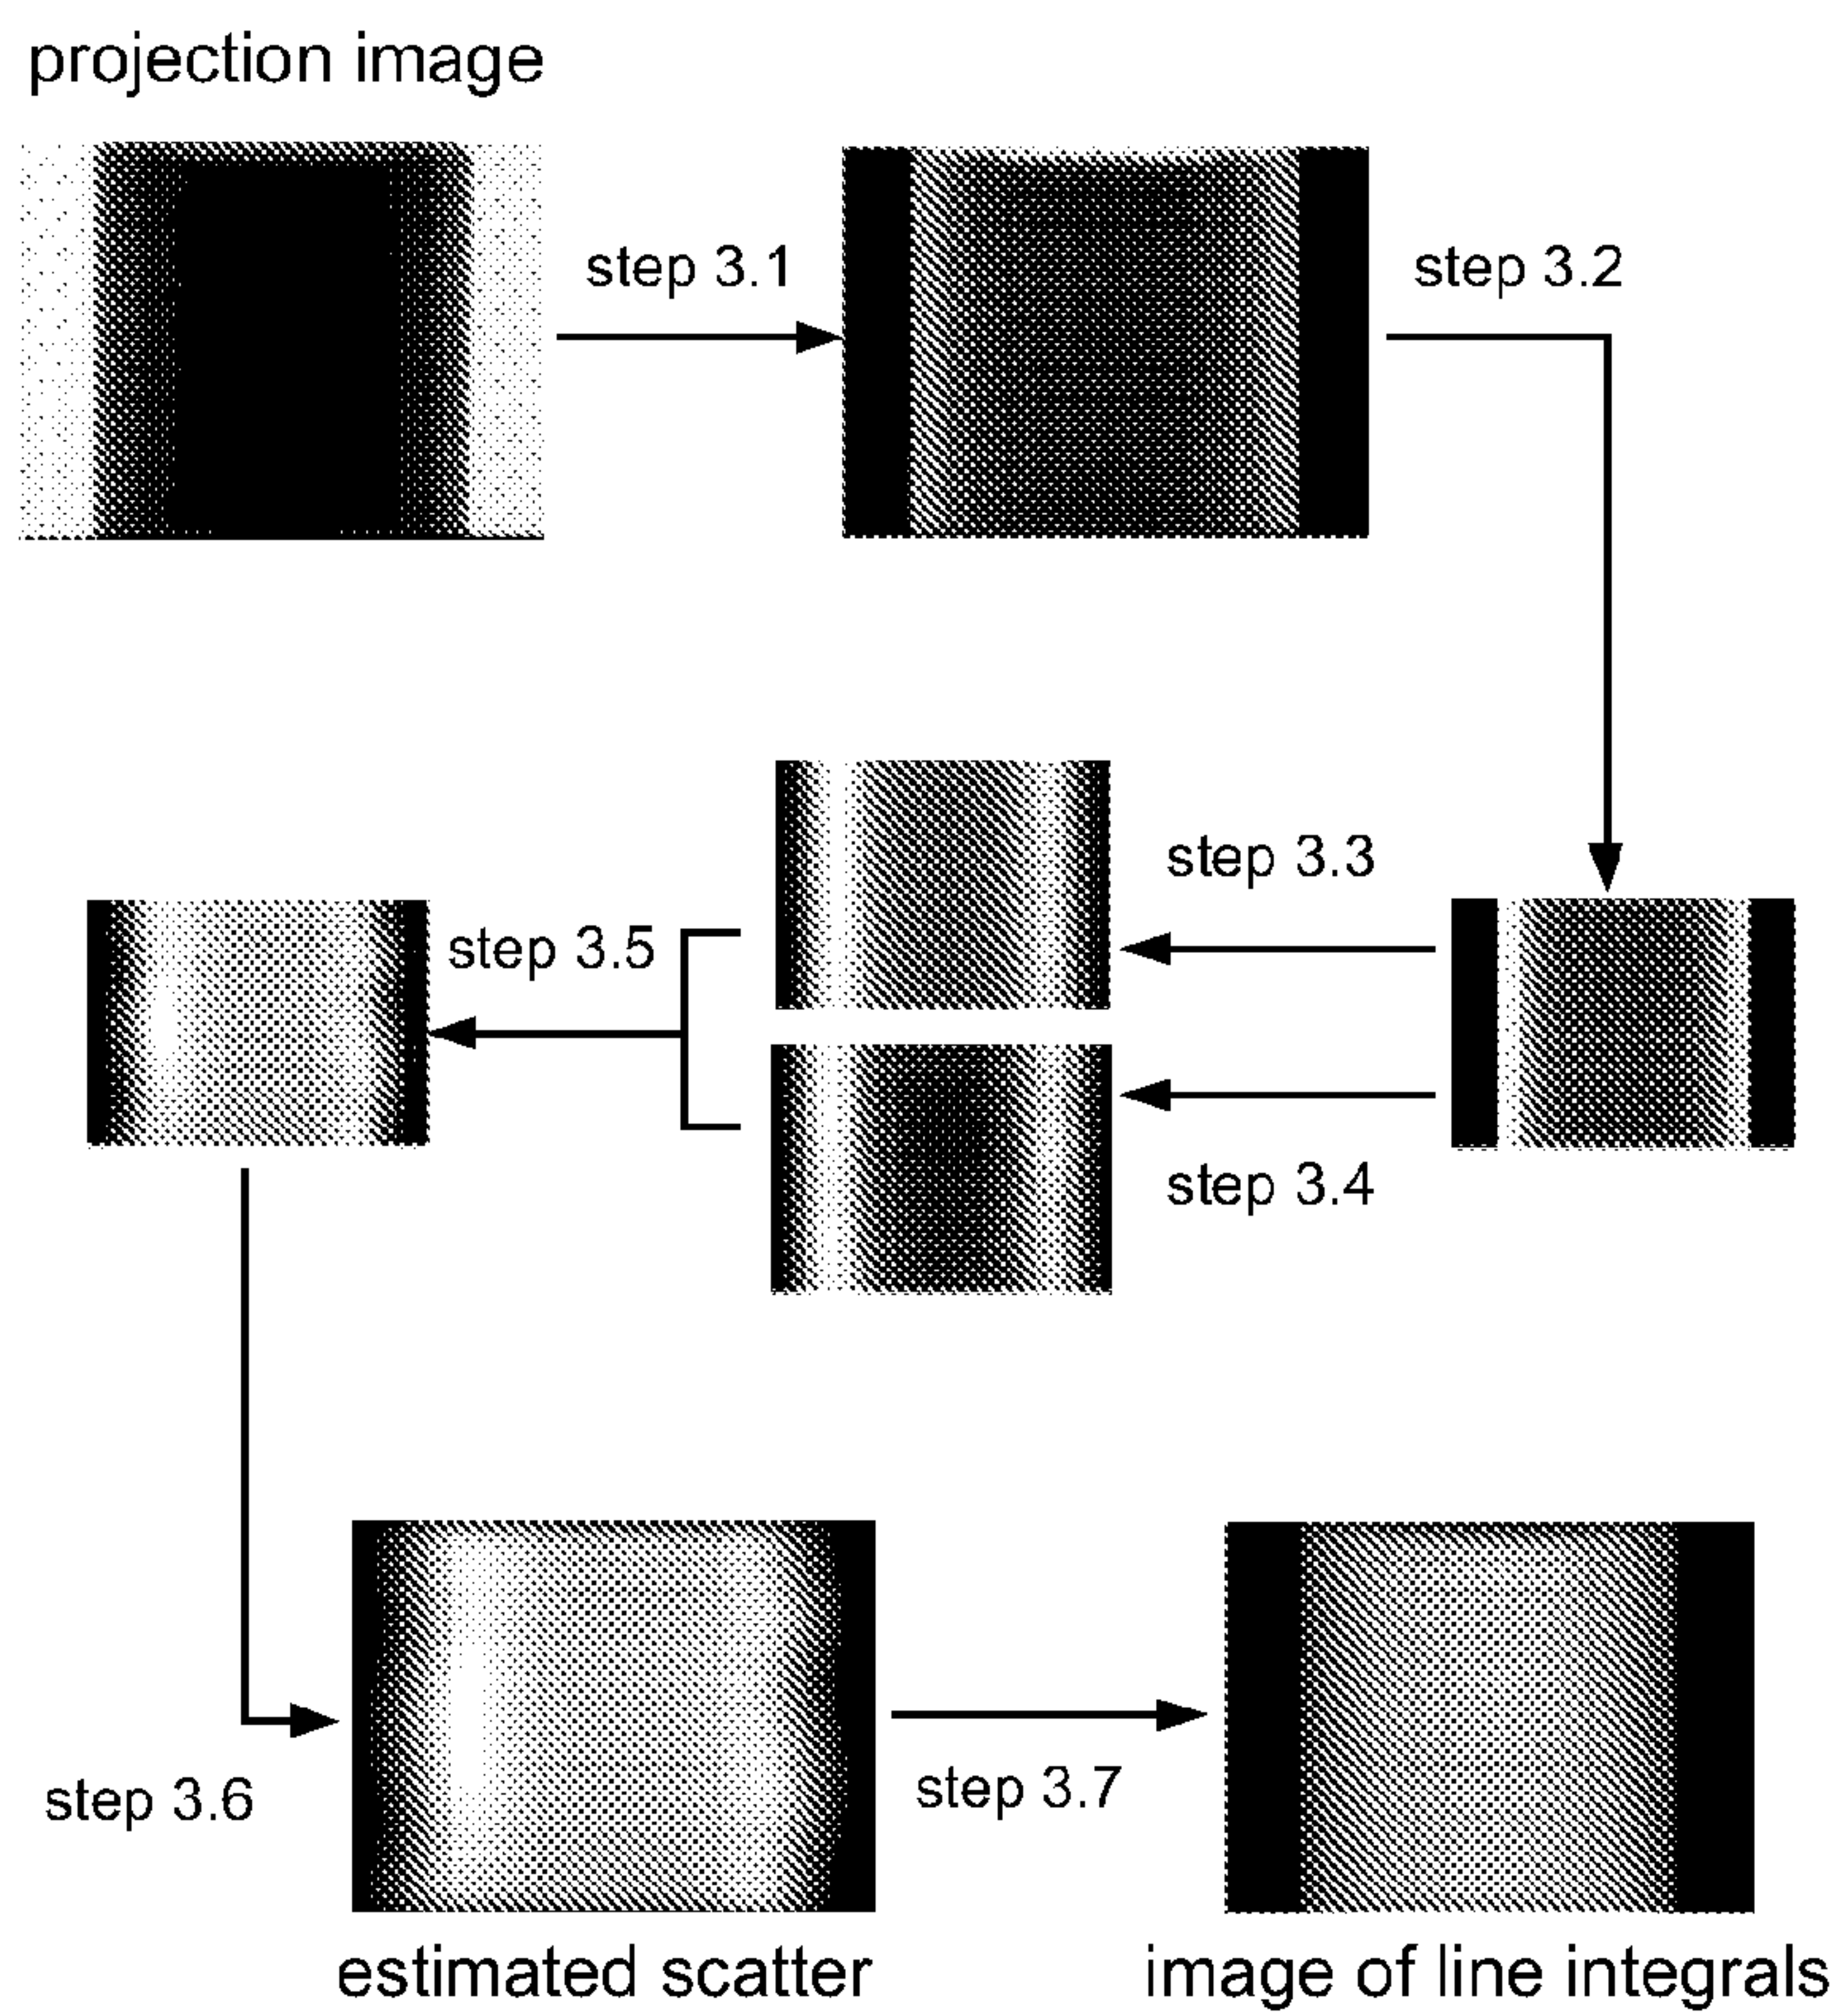 projection image
step 3.1
step 3.2
step 3.3
step 3.5
step 3.4
step 3.6
step 3.7
estimated scatter
image of line integrals